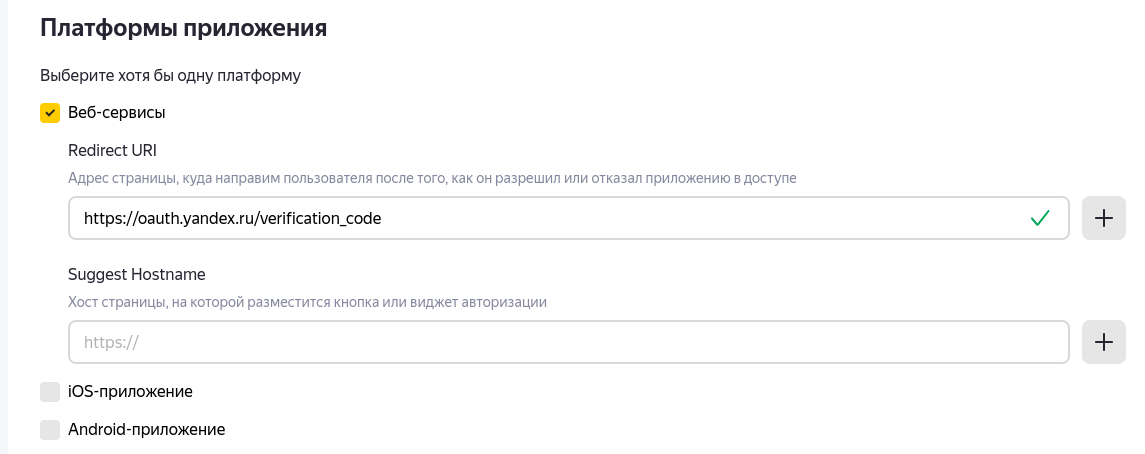 Платформы приложения
Выберите хотя бы одну платформу
Веб-сервисы
Redirect URI
Адрес страницы, куда направим пользователя после того, как он разрешил или отказал приложению в доступе
https://oauth.yandex.ru/verification_code
Suggest Hostname
Хост страницы, на которой разместится кнопка или виджет авторизации
https://
iOS-приложение
Android-приложение